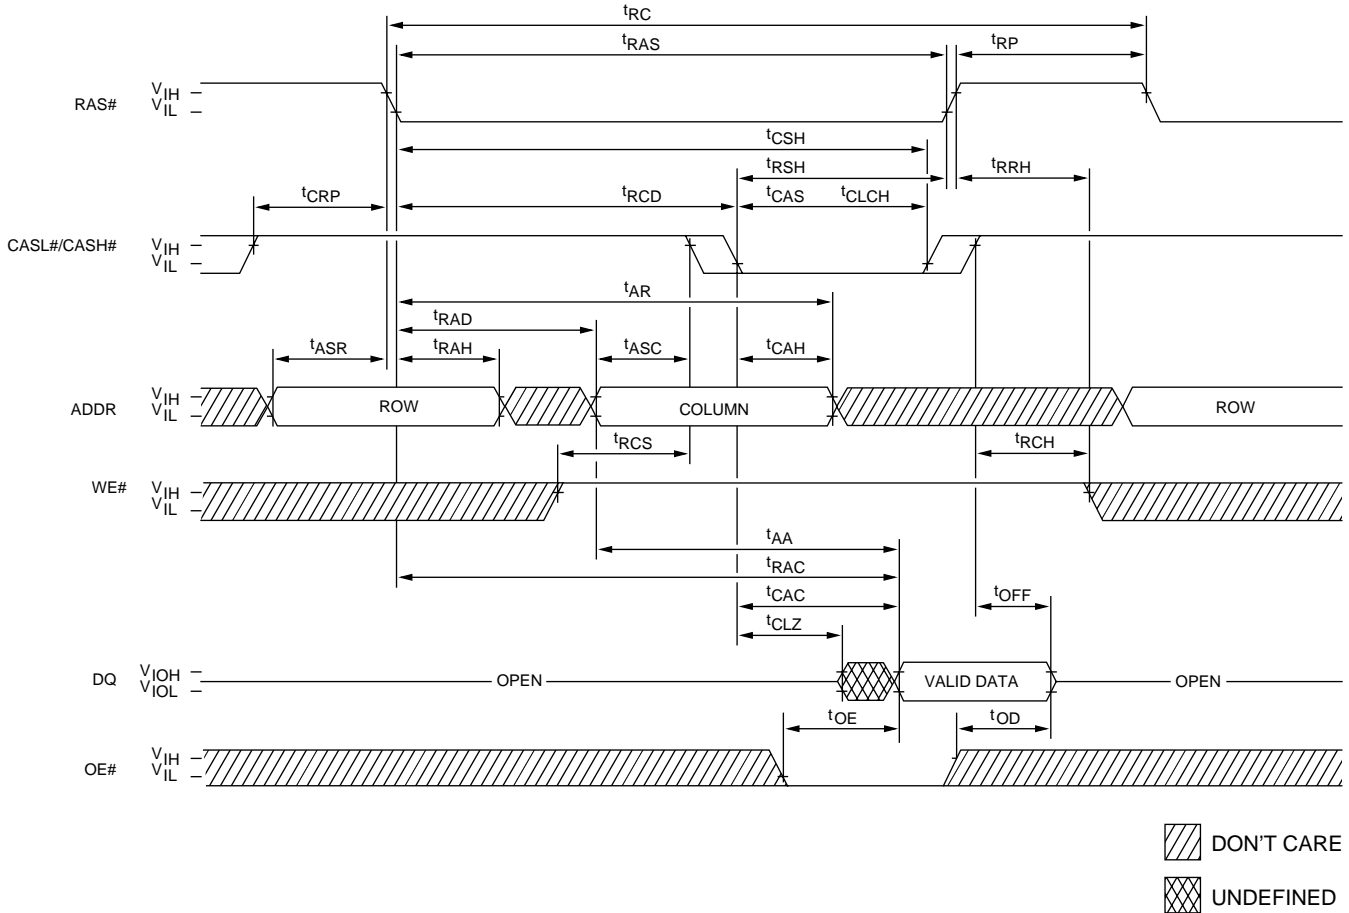 tRC
tRAS tRP
RAS# VIH
VIL
tCSH
tRSH tRRH
tCRP tRCD tCAS tCLCH
CASL#/CASH# VIH
VIL
tAR
tRAD
tASR tRAH tASC tCAH
ADDR VIH
VIL
ROW COLUMN ROW
tRCS tRCH
WE# VIH
VIL
tAA
tRAC
tCAC tOFF
tCLZ
DQ VIOH
VIOL
OPEN VALID DATA OPEN
tOE tOD
OE# VIH
VIL
DON'T CARE
UNDEFINED